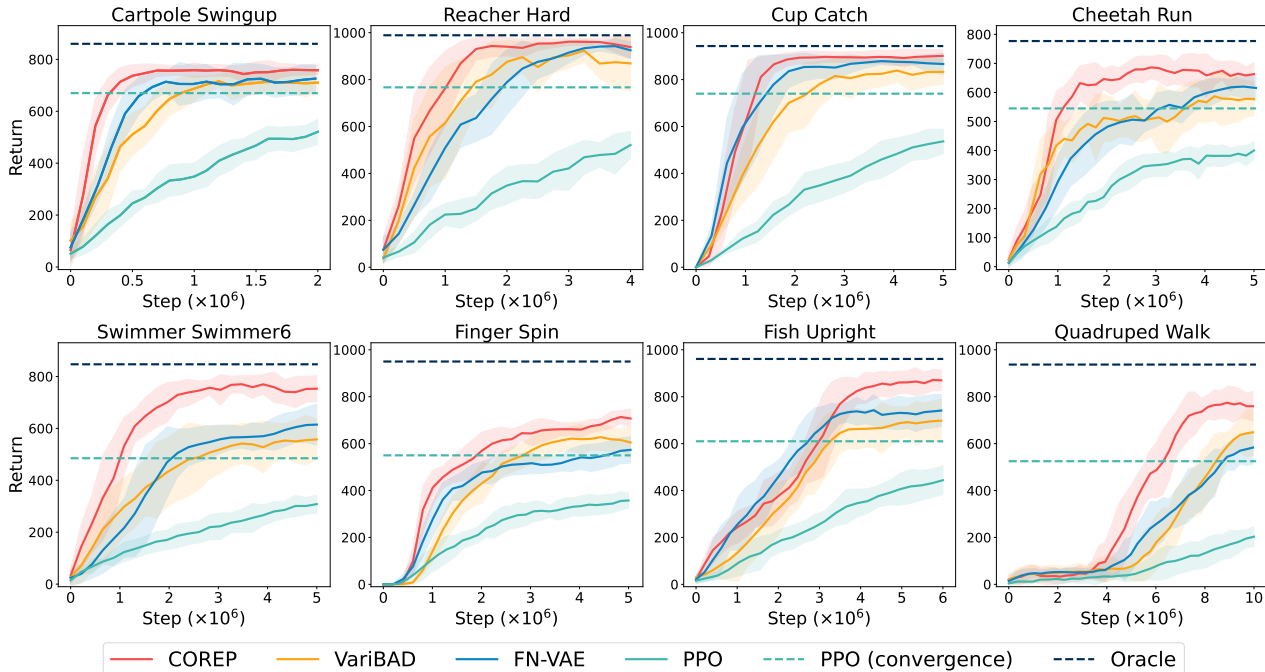 Cartpole Swingup
Return
800
600
400
200
0
0 0.5 1 1.5 2
Step (×10⁶)
Reacher Hard
1000
800
600
400
200
0
0 1 2 3 4
Step (×10⁶)
Cup Catch
1000
800
600
400
200
0
0 1 2 3 4 5
Step (×10⁶)
Cheetah Run
800
700
600
500
400
300
200
100
0
0 1 2 3 4 5
Step (×10⁶)
Swimmer Swimmer6
Return
800
600
400
200
0
0 1 2 3 4 5
Step (×10⁶)
Finger Spin
1000
800
600
400
200
0
0 1 2 3 4 5
Step (×10⁶)
Fish Upright
1000
800
600
400
200
0
0 1 2 3 4 5 6
Step (×10⁶)
Quadruped Walk
1000
800
600
400
200
0
0 2 4 6 8 10
Step (×10⁶)
COREP VariBAD FN-VAE PPO PPO (convergence) Oracle